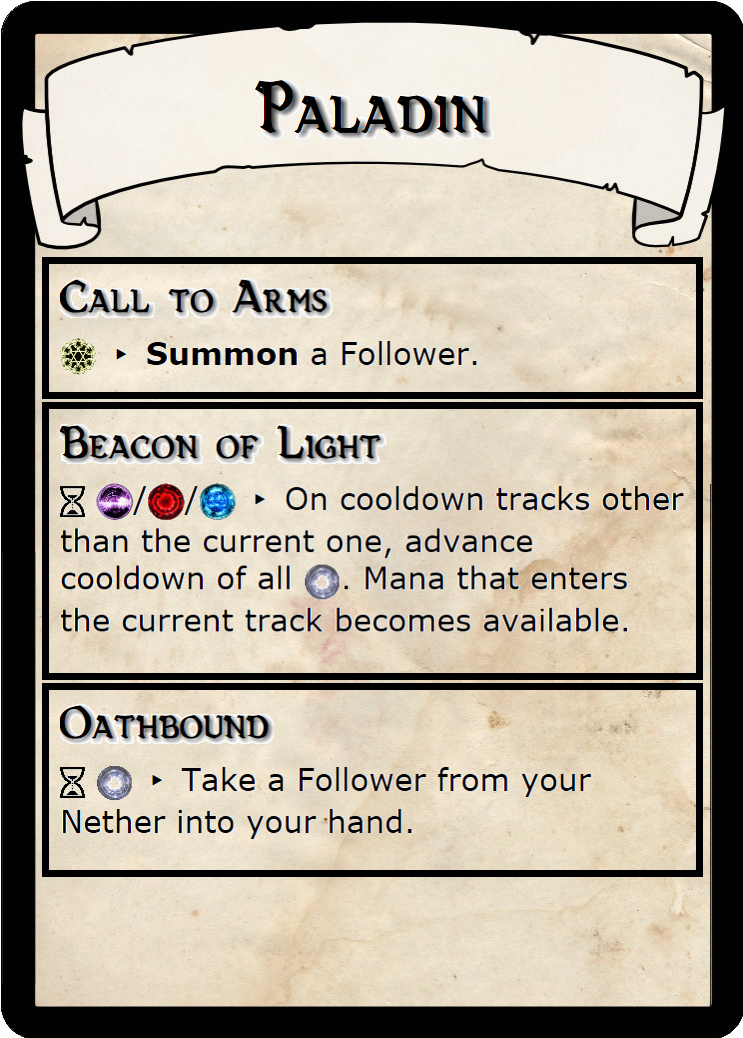 Paladin
Call to Arms
‣ Summon a Follower.
Beacon of Light
/ / ‣ On cooldown tracks other
than the current one, advance
cooldown of all . Mana that enters
the current track becomes available.
Oathbound
‣ Take a Follower from your
Nether into your hand.